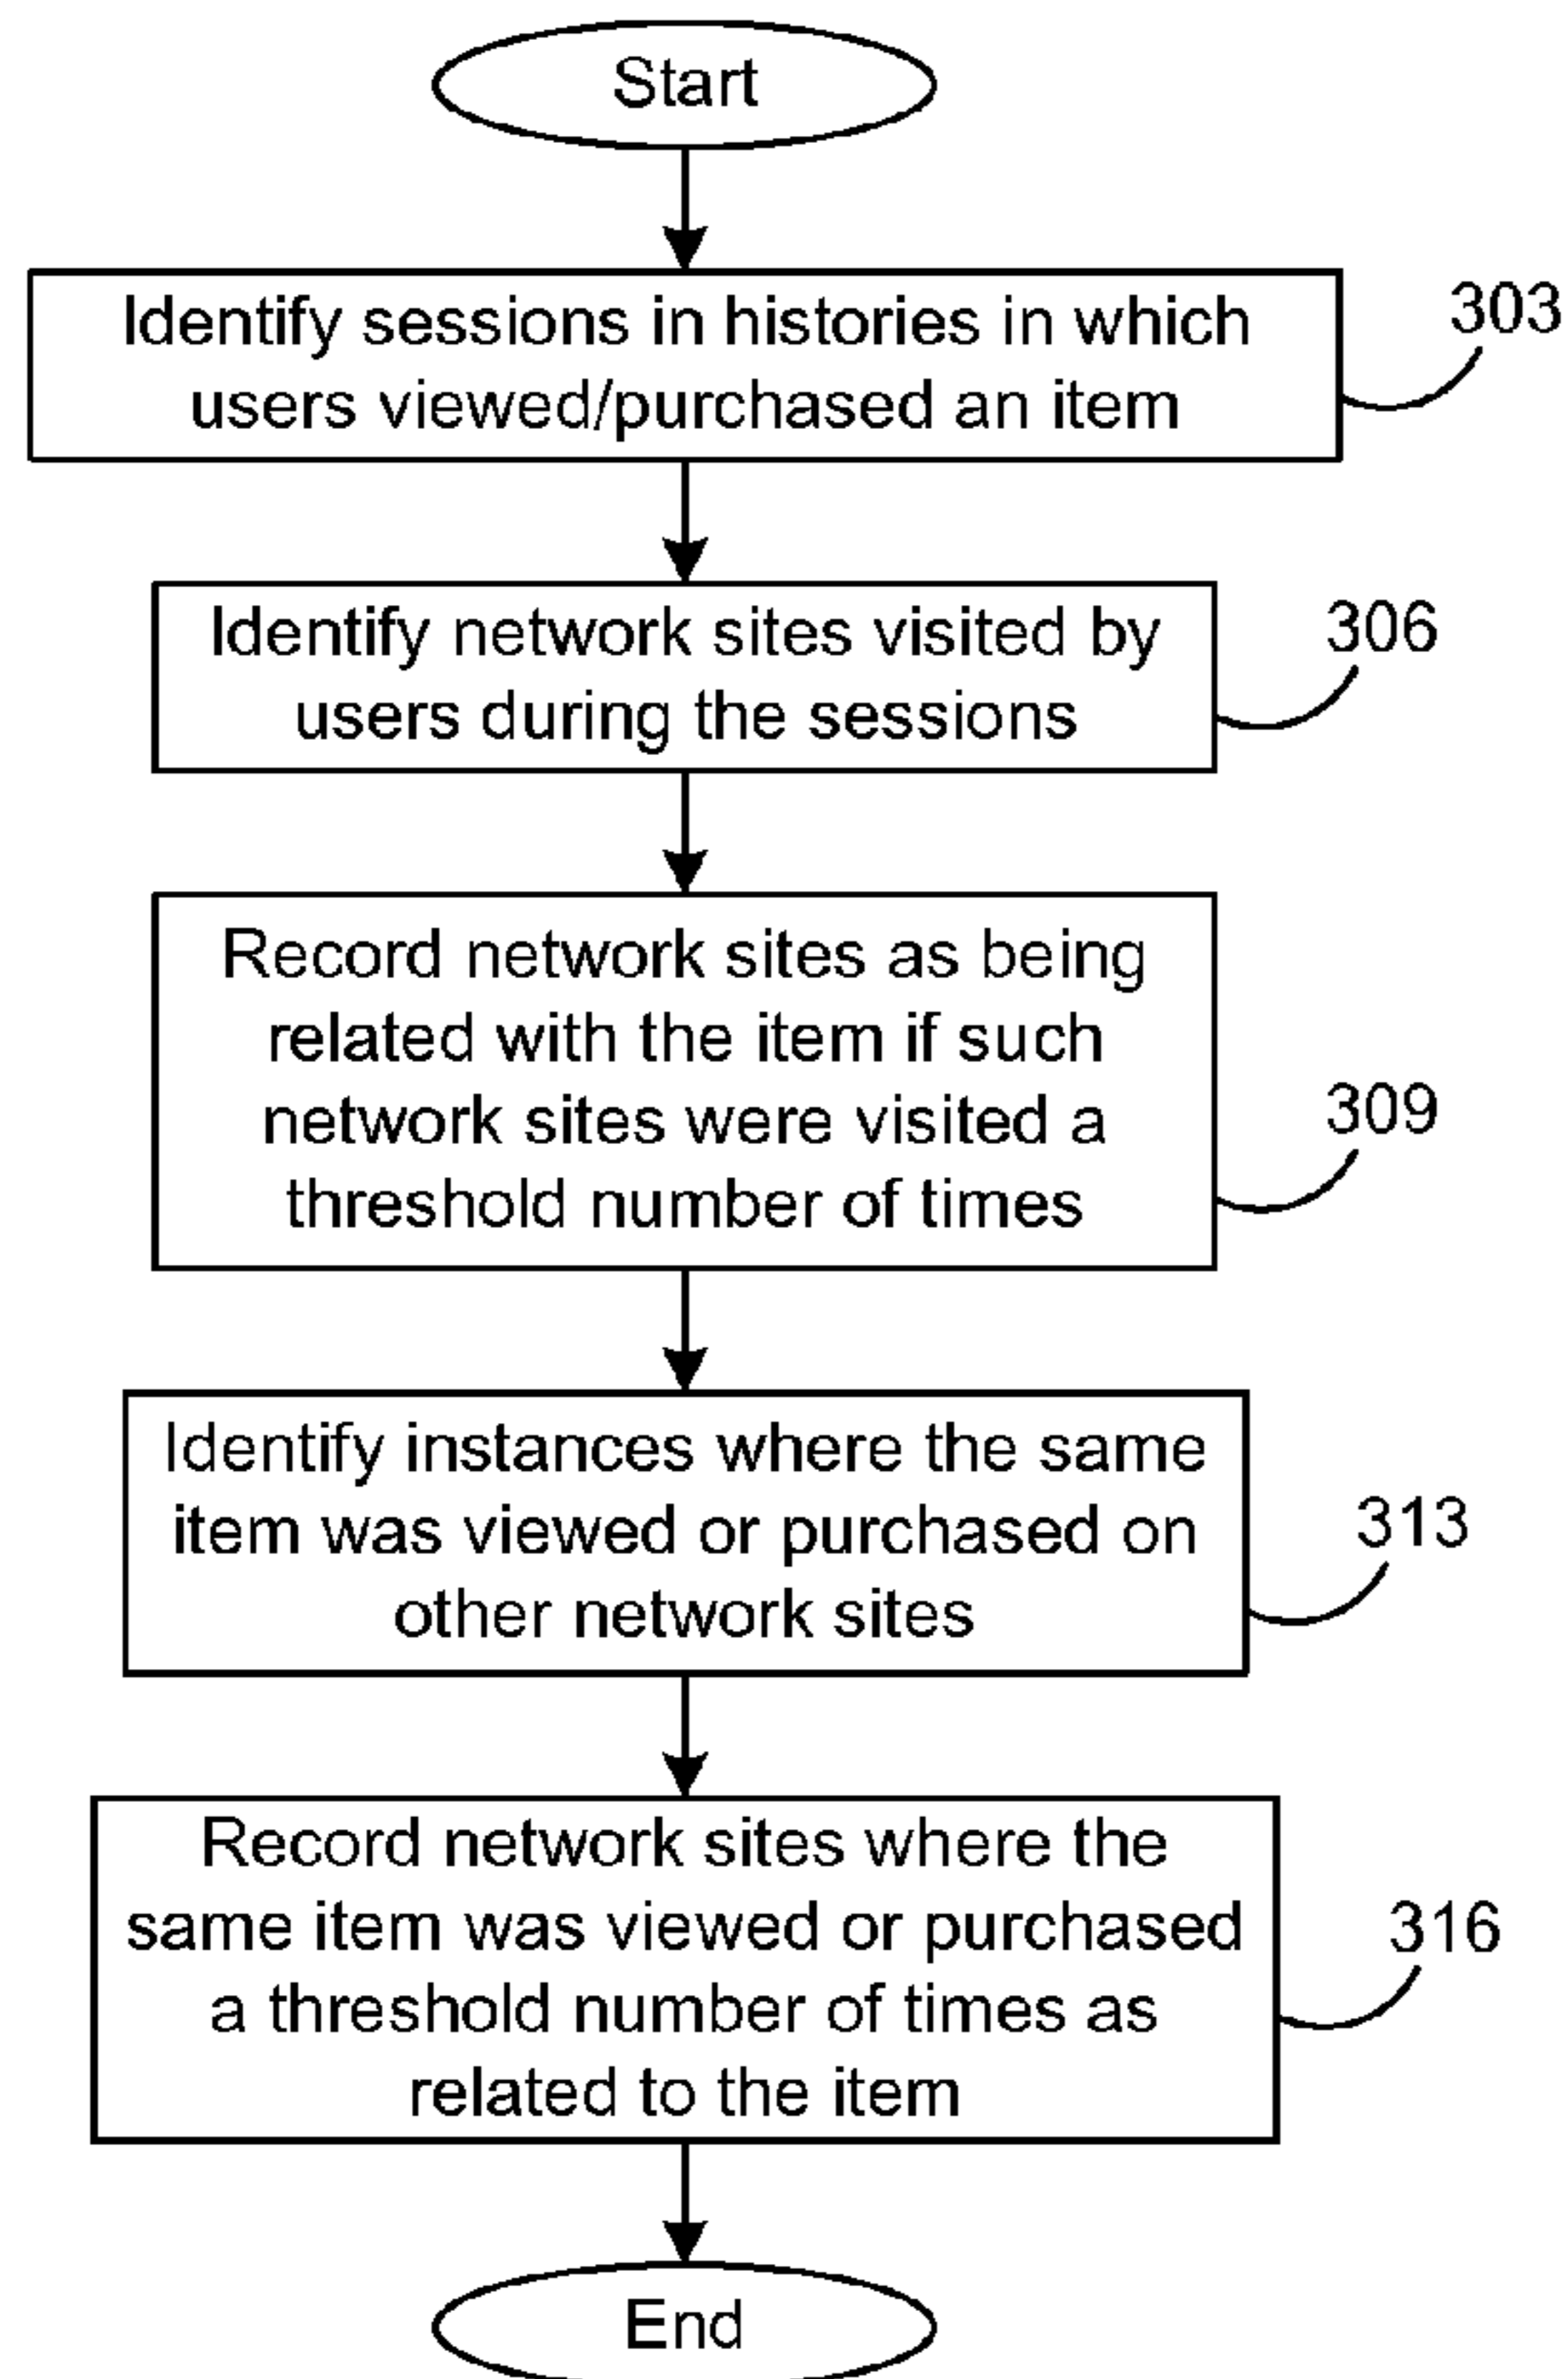 Start
Identify sessions in histories in which
users viewed/purchased an item
303
Identify network sites visited by
users during the sessions
306
Record network sites as being
related with the item if such
network sites were visited a
threshold number of times
309
Identify instances where the same
item was viewed or purchased on
other network sites
313
Record network sites where the
same item was viewed or purchased
a threshold number of times as
related to the item
316
End